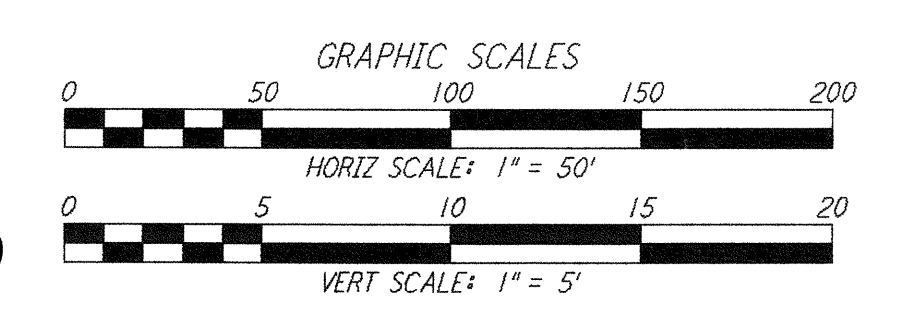 GRAPHIC SCALES
0 50 100 150 200
HORIZ SCALE: 1" = 50'
0 5 10 15 20
VERT SCALE: 1" = 5'